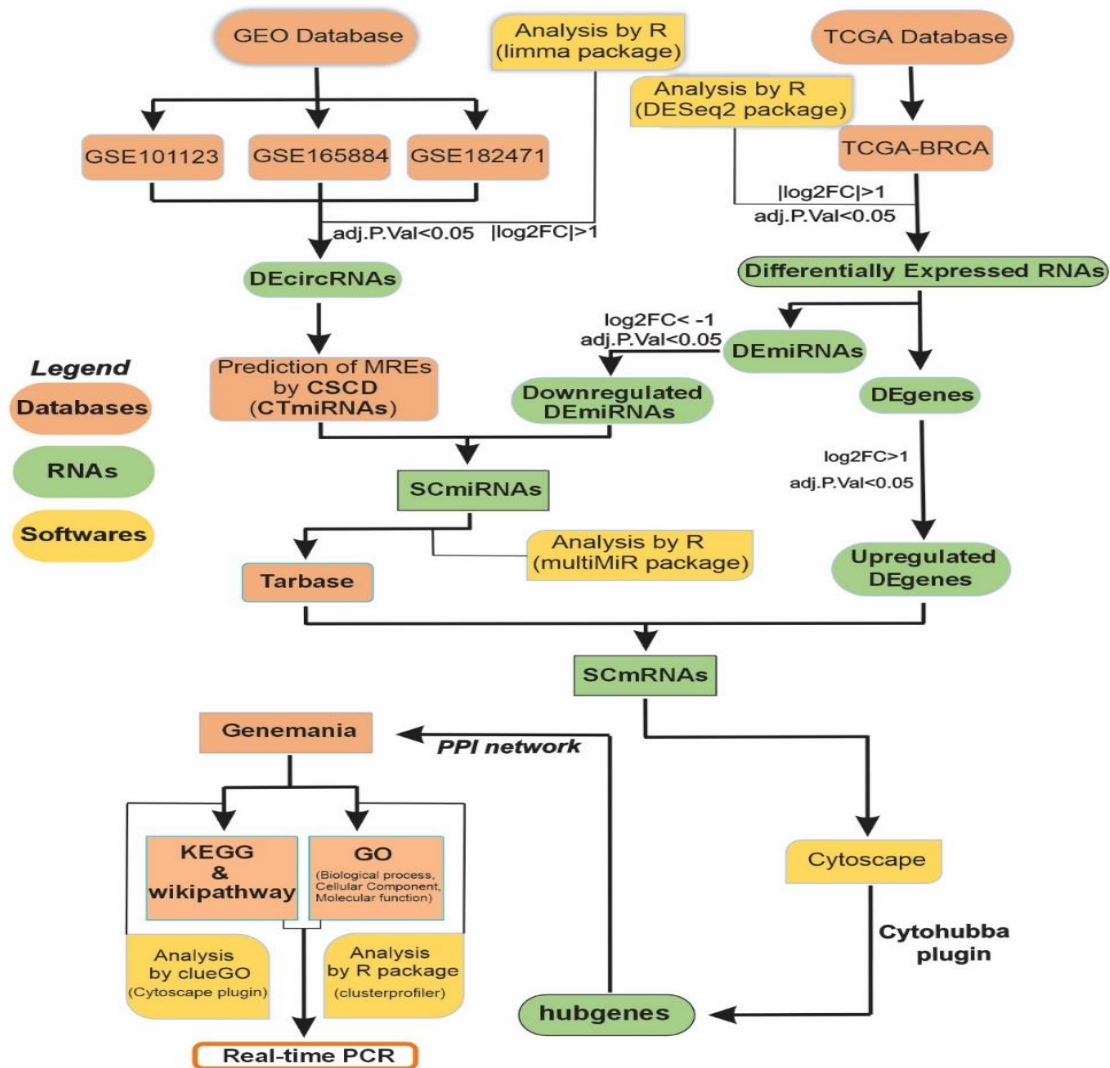 GEO Database
Analysis by R
(limma package)
TCGA Database
Analysis by R
(DESeq2 package)
GSE101123
GSE165884
GSE182471
TCGA-BRCA
|log2FC|>1
adj.P.Val<0.05
adj.P.Val<0.05 |log2FC|>1
DEcircRNAs
Differentially Expressed RNAs
log2FC< -1
adj.P.Val<0.05
DEmiRNAs
Legend
Databases
RNAs
Softwares
Prediction of MREs
by CSCD
(CTmiRNAs)
Downregulated
DEmiRNAs
DEgenes
log2FC>1
adj.P.Val<0.05
SCmiRNAs
Analysis by R
(multiMiR package)
Tarbase
Upregulated
DEgenes
SCmRNAs
Genemania
PPI network
KEGG
&
wikipathway
GO
(Biological process,
Cellular Component,
Molecular function)
Cytoscape
Cytohubba
plugin
Analysis
by clueGO
(Cytoscape plugin)
Analysis
by R package
(clusterprofiler)
hubgenes
Real-time PCR